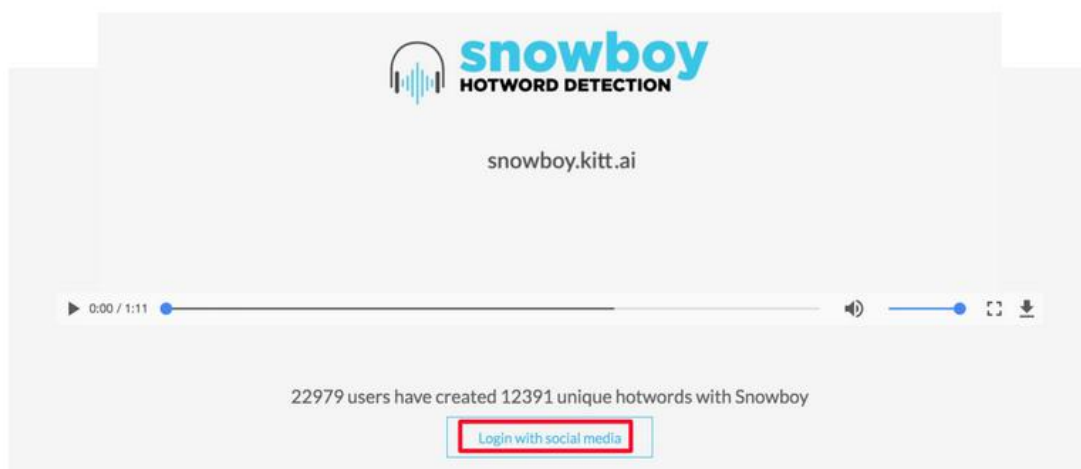 snowboy
HOTWORD DETECTION
snowboy.kitt.ai
0:00 / 1:11
22979 users have created 12391 unique hotwords with Snowboy
Login with social media